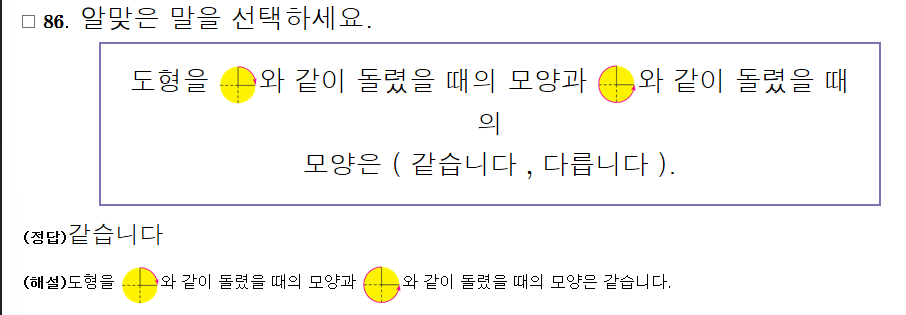 □ 86. 알맞은 말을 선택하세요.
도형을 와 같이 돌렸을 때의 모양과 와 같이 돌렸을 때
의
모양은 ( 같습니다 , 다릅니다 ).
(정답)같습니다
(해설)도형을 와 같이 돌렸을 때의 모양과 와 같이 돌렸을 때의 모양은 같습니다.